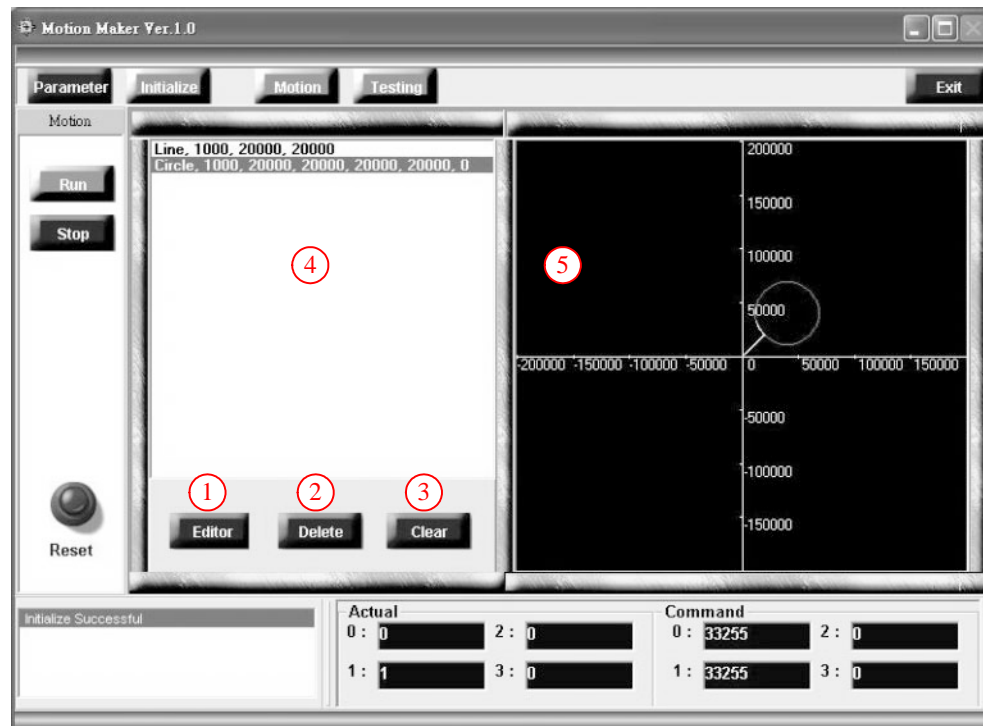 Motion Maker Ver.1.0
Parameter Initialize Motion Testing Exit
Motion
Run
Stop
Reset
Line, 1000, 20000, 20000
Circle, 1000, 20000, 20000, 20000, 20000, 0
4
1 2 3
Editor Delete Clear
5
200000
150000
100000
50000
-200000 -150000 -100000 -50000 0 50000 100000 150000
-50000
-100000
-150000
Initialize Successful
Actual
0 : 0 2 : 0
1 : 1 3 : 0
Command
0 : 33255 2 : 0
1 : 33255 3 : 0